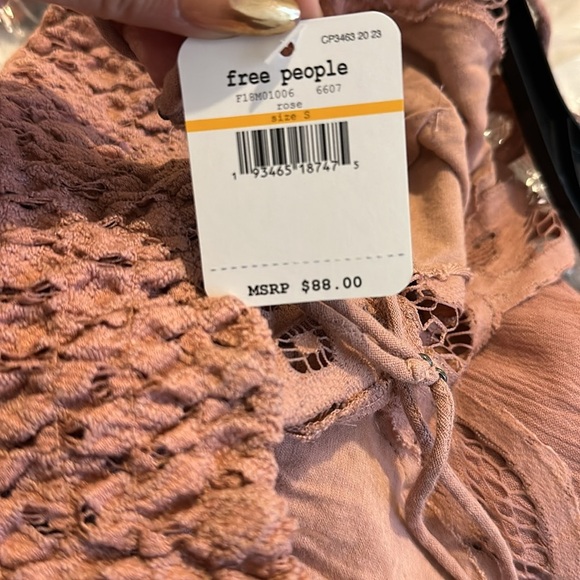 CP3463 20 23
free people
F18M01006 6607
rose
size S
1 93465 18747 5
MSRP $88.00